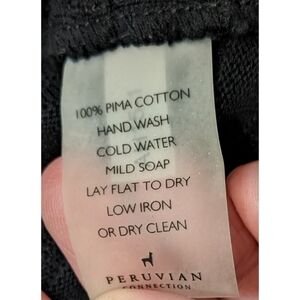 100% PIMA COTTON
HAND WASH
COLD WATER
MILD SOAP
LAY FLAT TO DRY
LOW IRON
OR DRY CLEAN
PERUVIAN
CONNECTION